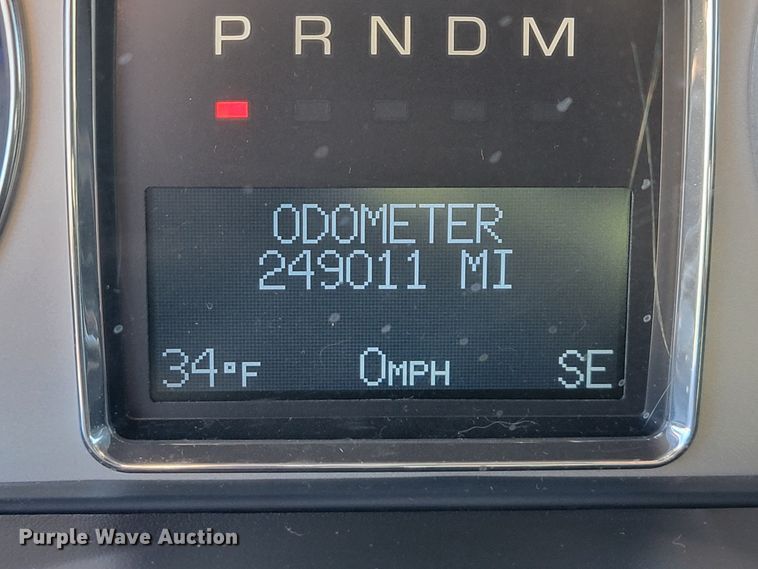 P R N D M
ODOMETER
249011 MI
34°F 0MPH SE
Purple Wave Auction